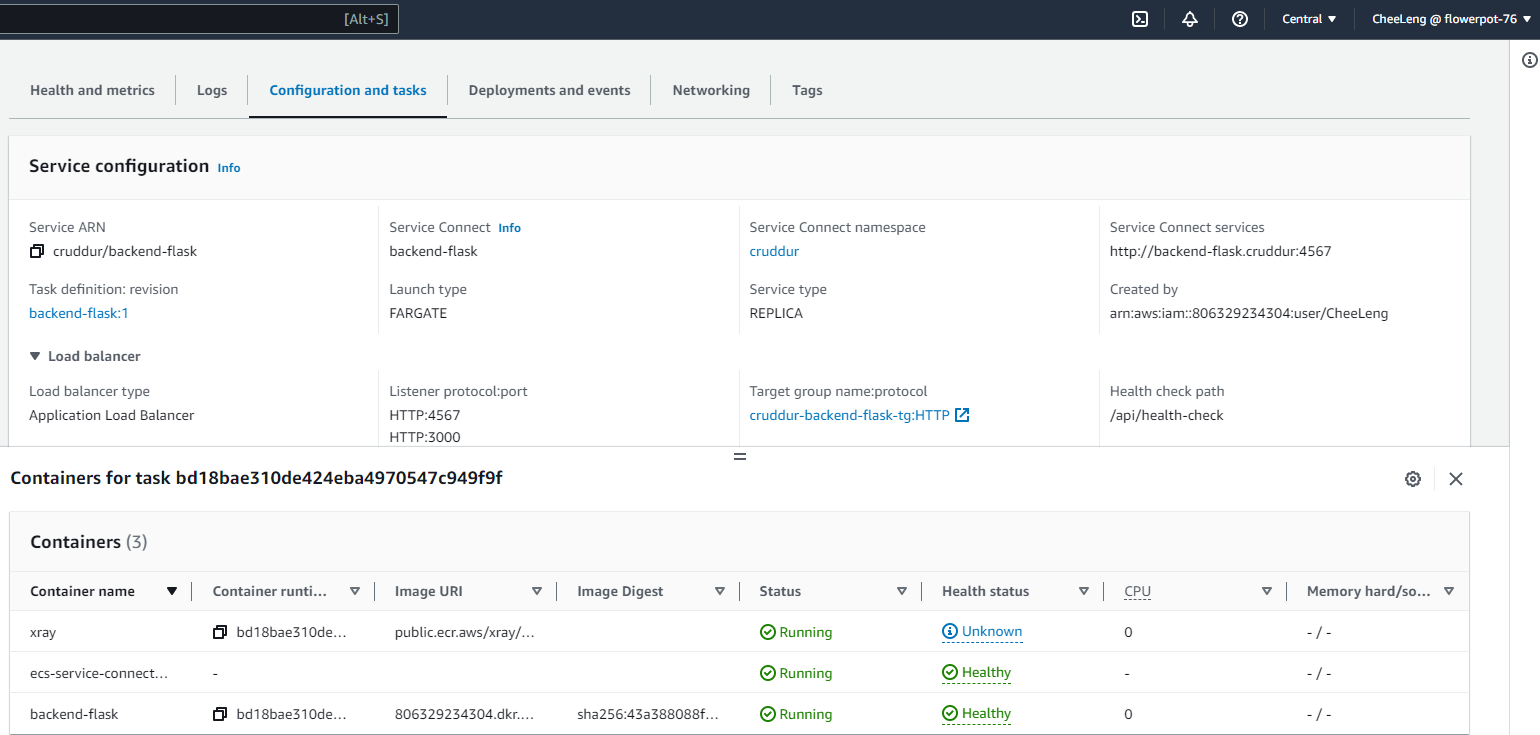 [Alt+S] Central CheeLeng @ flowerpot-76
Health and metrics Logs Configuration and tasks Deployments and events Networking Tags
Service configuration Info
Service ARN Service Connect Info Service Connect namespace Service Connect services
cruddur/backend-flask backend-flask cruddur http://backend-flask.cruddur:4567
Task definition: revision Launch type Service type Created by
backend-flask:1 FARGATE REPLICA arn:aws:iam::806329234304:user/CheeLeng
Load balancer
Load balancer type Listener protocol:port Target group name:protocol Health check path
Application Load Balancer HTTP:4567 cruddur-backend-flask-tg:HTTP /api/health-check
HTTP:3000
Containers for task bd18bae310de424eba4970547c949f9f
Containers (3)
Container name Container runti... Image URI Image Digest Status Health status CPU Memory hard/so...
xray bd18bae310de... public.ecr.aws/xray/... Running Unknown 0 - / -
ecs-service-connect... - Running Healthy - - / -
backend-flask bd18bae310de... 806329234304.dkr.... sha256:43a388088f... Running Healthy 0 - / -